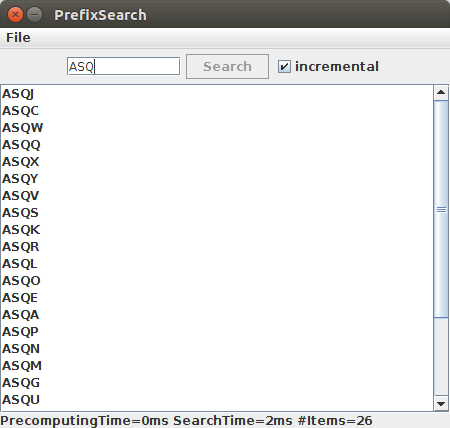 PrefixSearch
File
ASQ Search incremental
ASQJ
ASQC
ASQW
ASQQ
ASQX
ASQY
ASQV
ASQS
ASQK
ASQR
ASQL
ASQO
ASQE
ASQA
ASQP
ASQN
ASQM
ASQG
ASQU
PrecomputingTime=0ms SearchTime=2ms #Items=26